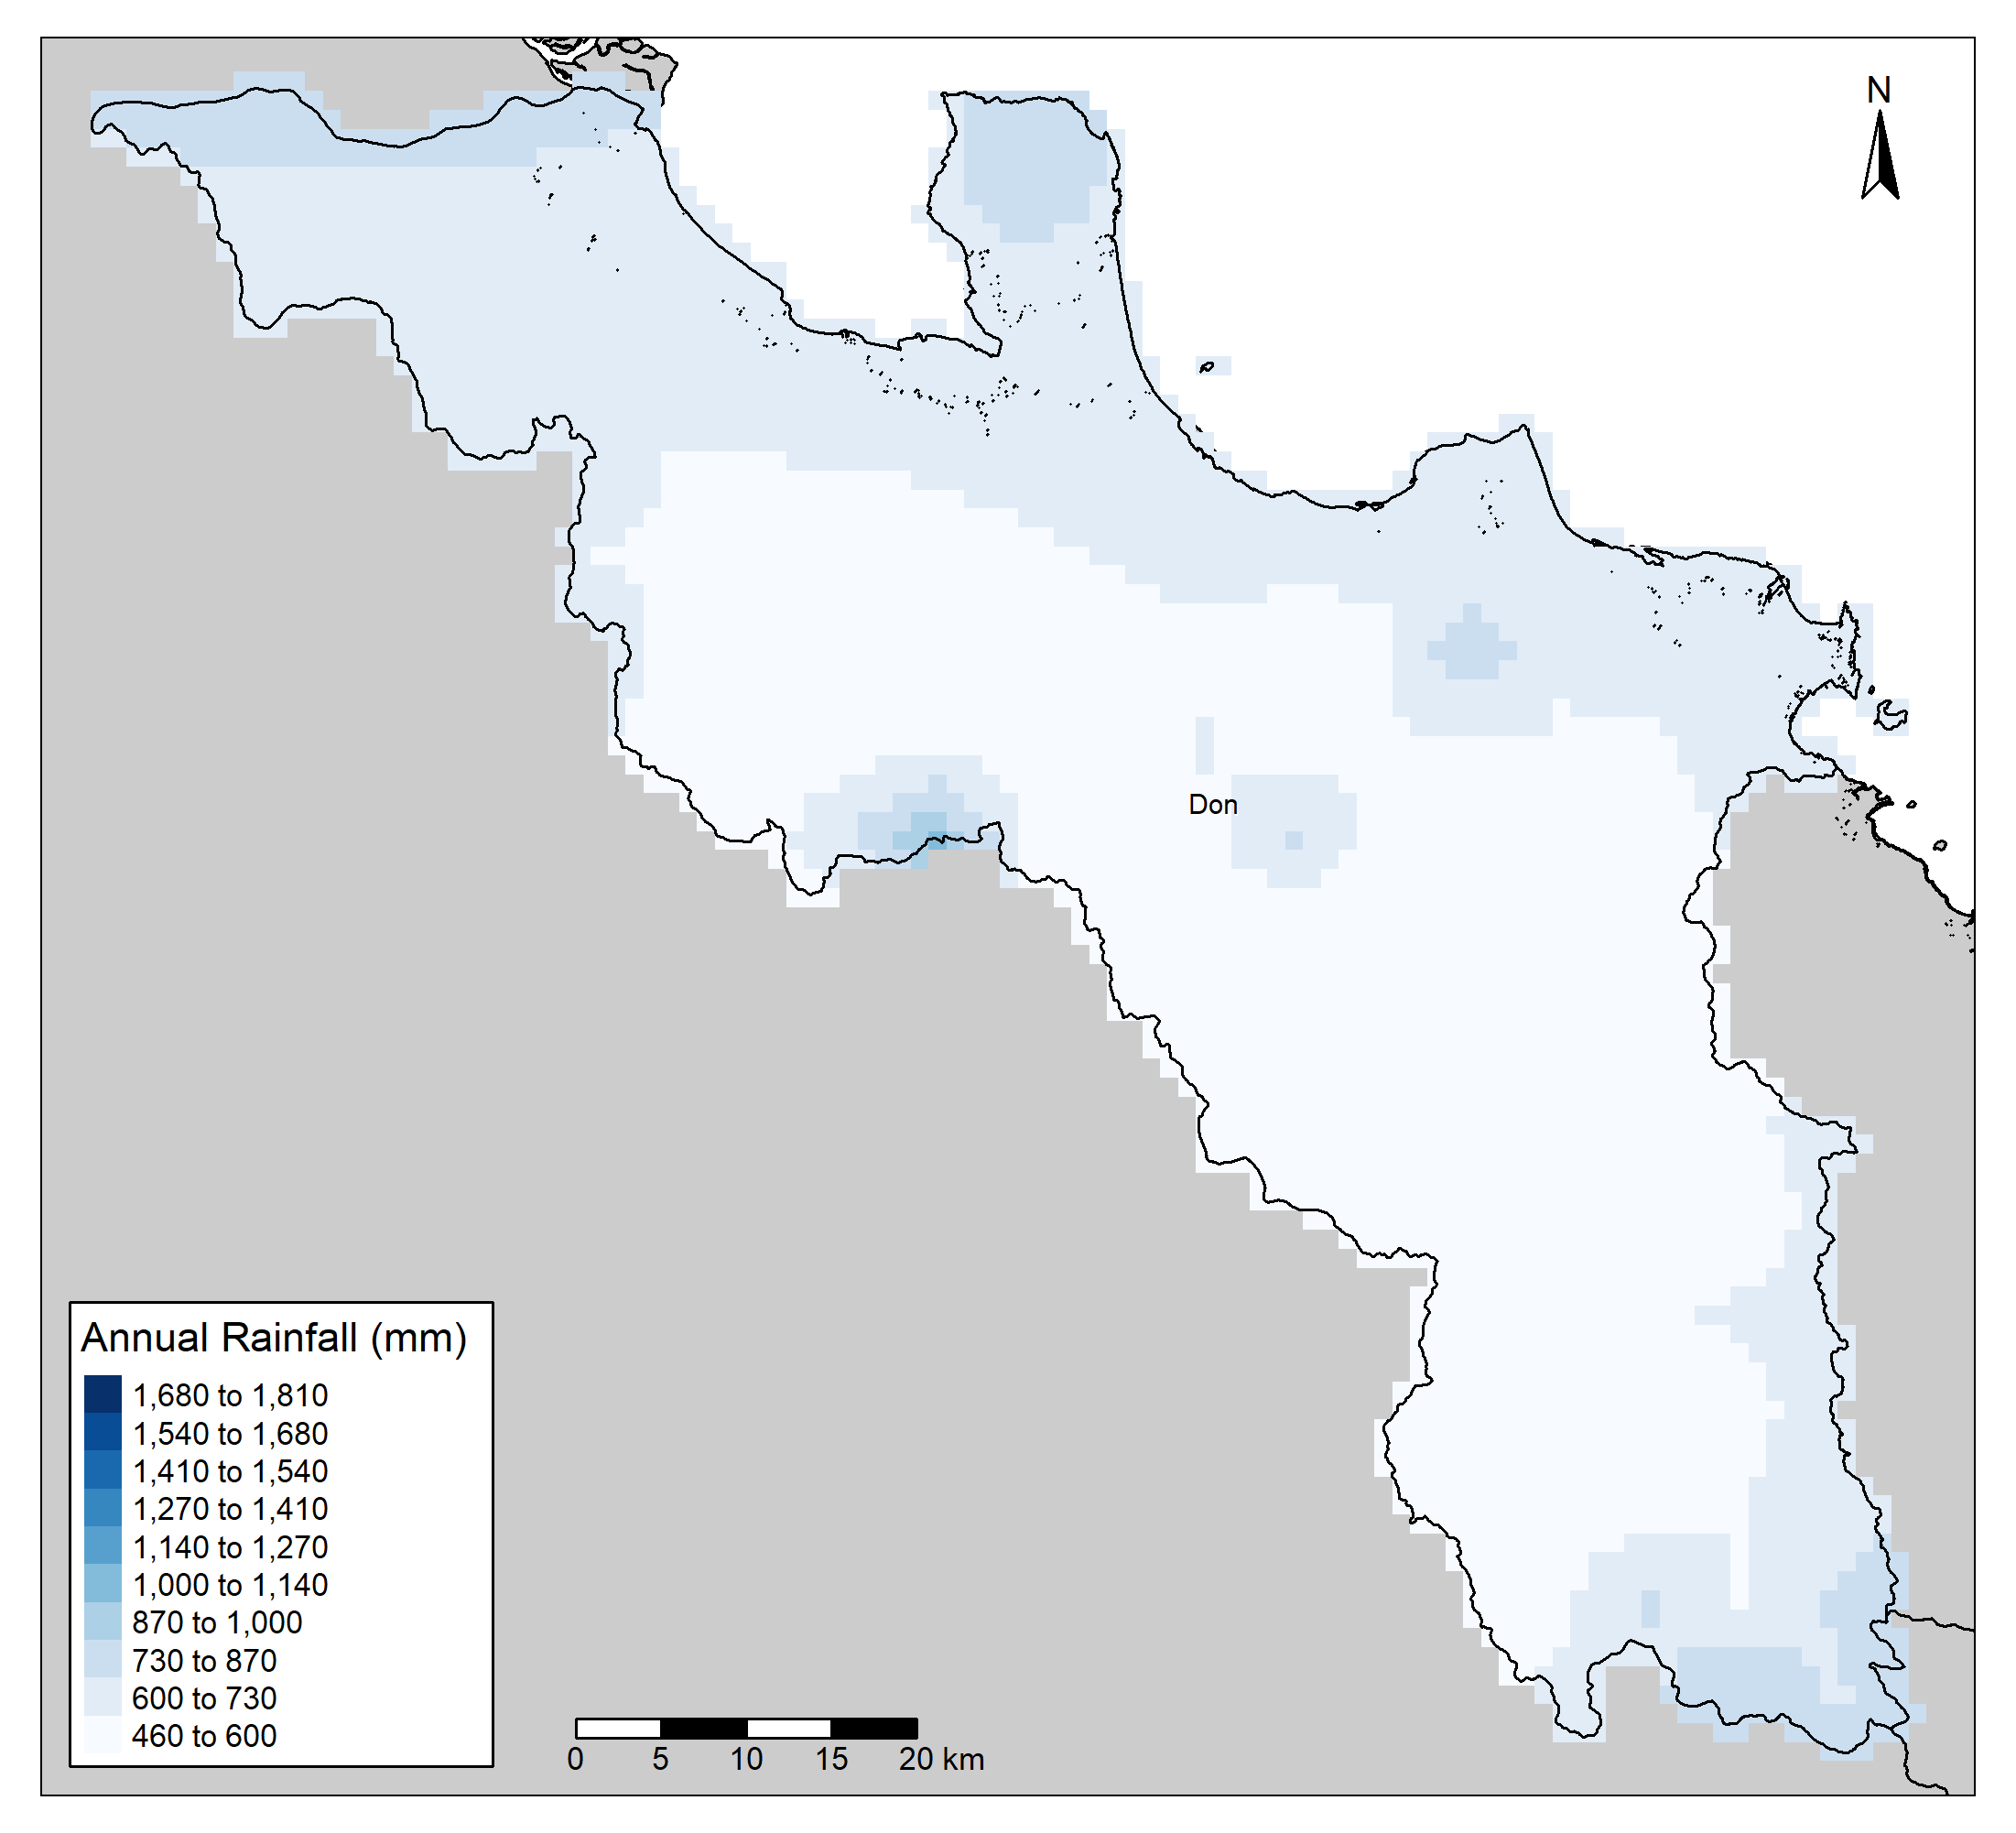 N
Don
Annual Rainfall (mm)
1,680 to 1,810
1,540 to 1,680
1,410 to 1,540
1,270 to 1,410
1,140 to 1,270
1,000 to 1,140
870 to 1,000
730 to 870
600 to 730
460 to 600
0 5 10 15 20 km